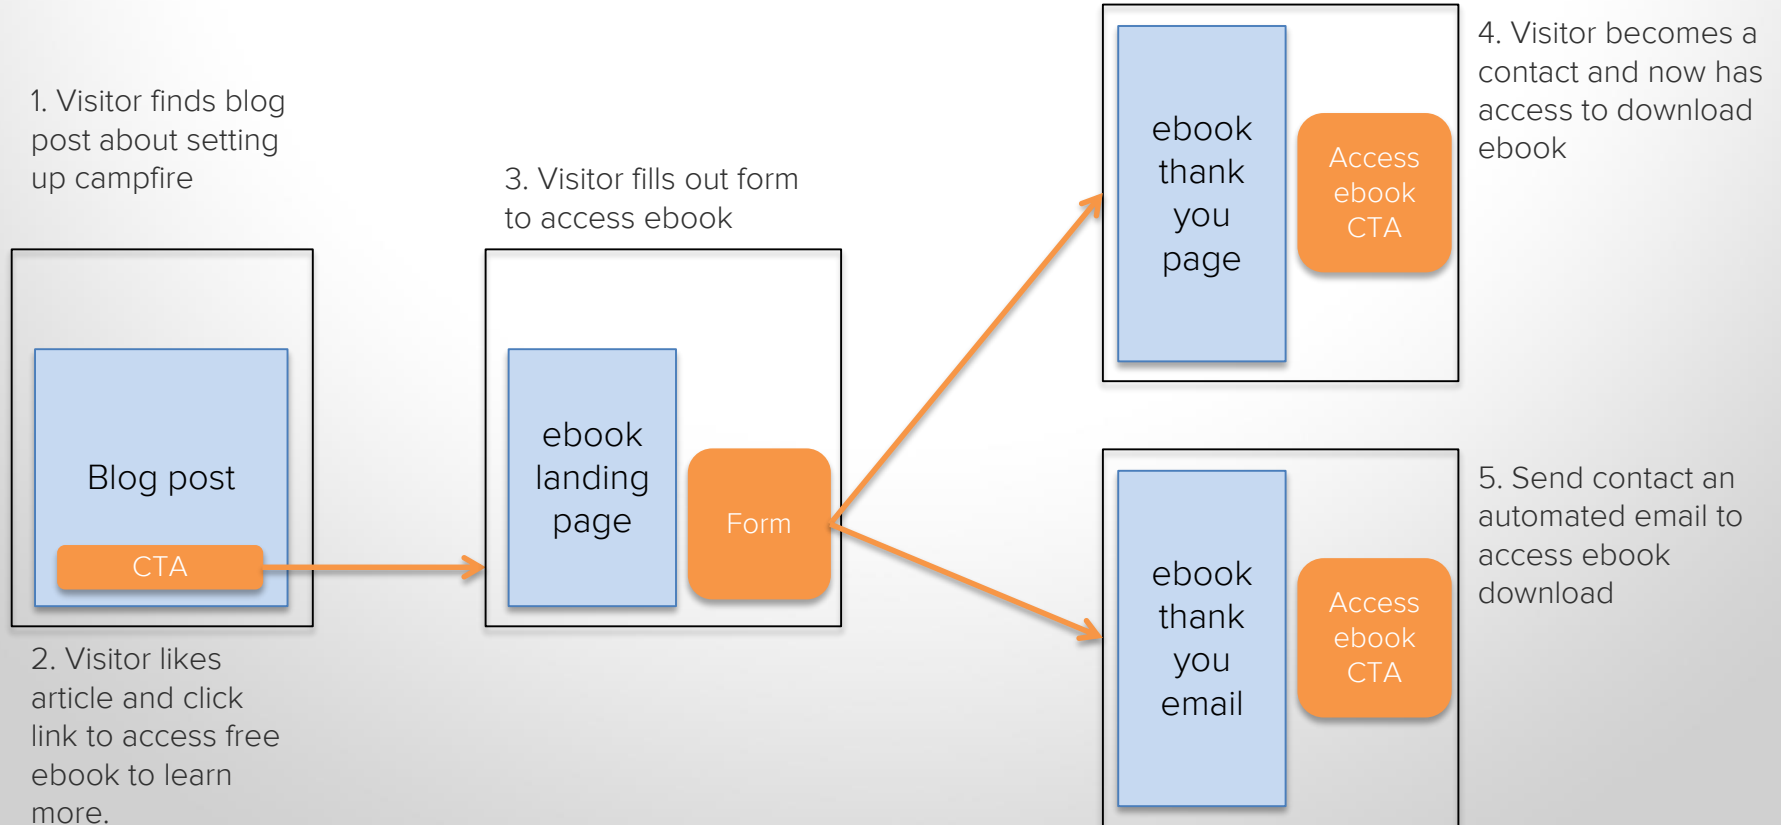 1. Visitor finds blog
post about setting
up campfire
Blog post
CTA
2. Visitor likes
article and click
link to access free
ebook to learn
more.
3. Visitor fills out form
to access ebook
ebook
landing
page
Form
ebook
thank
you
page
Access
ebook
CTA
4. Visitor becomes a
contact and now has
access to download
ebook
ebook
thank
you
email
Access
ebook
CTA
5. Send contact an
automated email to
access ebook
download